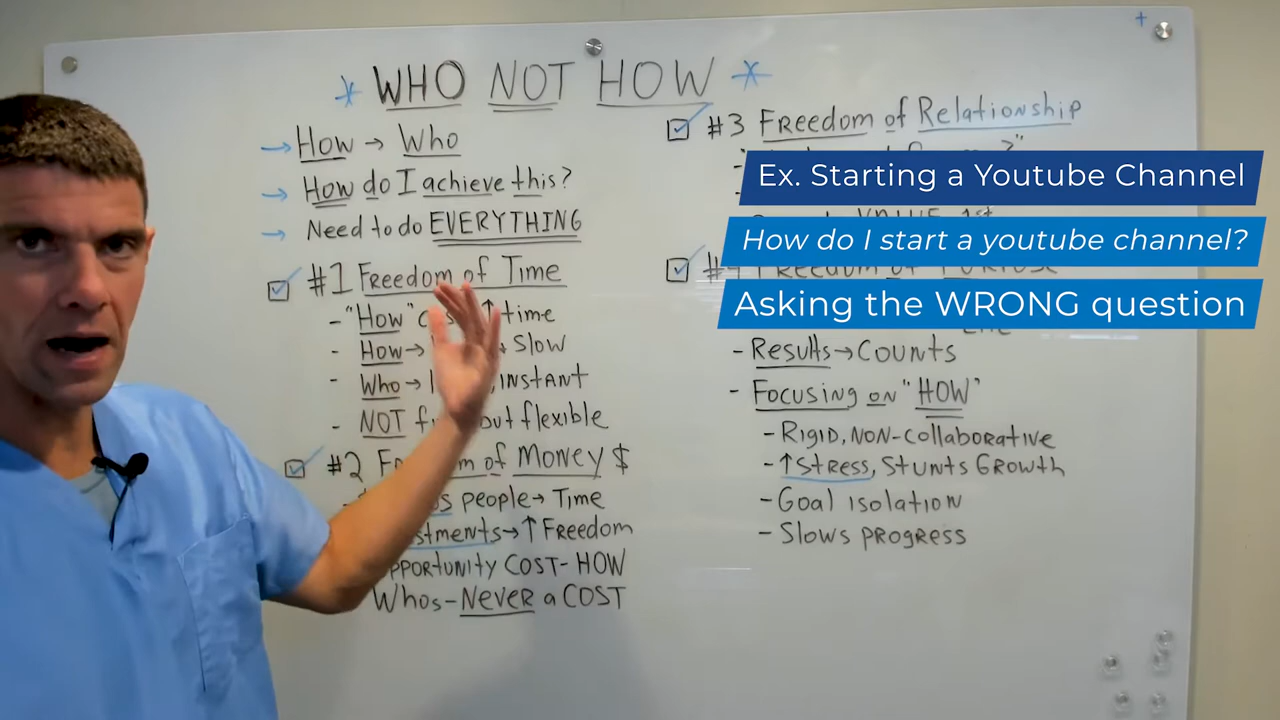 * WHO NOT HOW *
→ How → Who
→ How do I achieve this?
→ Need to do EVERYTHING
#1 Freedom of Time
- "How" ↑ time
- How → Slow
- Who → INSTANT
- NOT flexible
#2 of Money $
people → Time
→ ↑ Freedom
COST - HOW
Whos - Never a COST
#3 Freedom of Relationship
Ex. Starting a Youtube Channel
How do I start a youtube channel?
Asking the WRONG question
- Results → Counts
- Focusing on "HOW"
- Rigid, NON-Collaborative
- ↑ Stress, Stunts Growth
- Goal isolation
- Slows progress